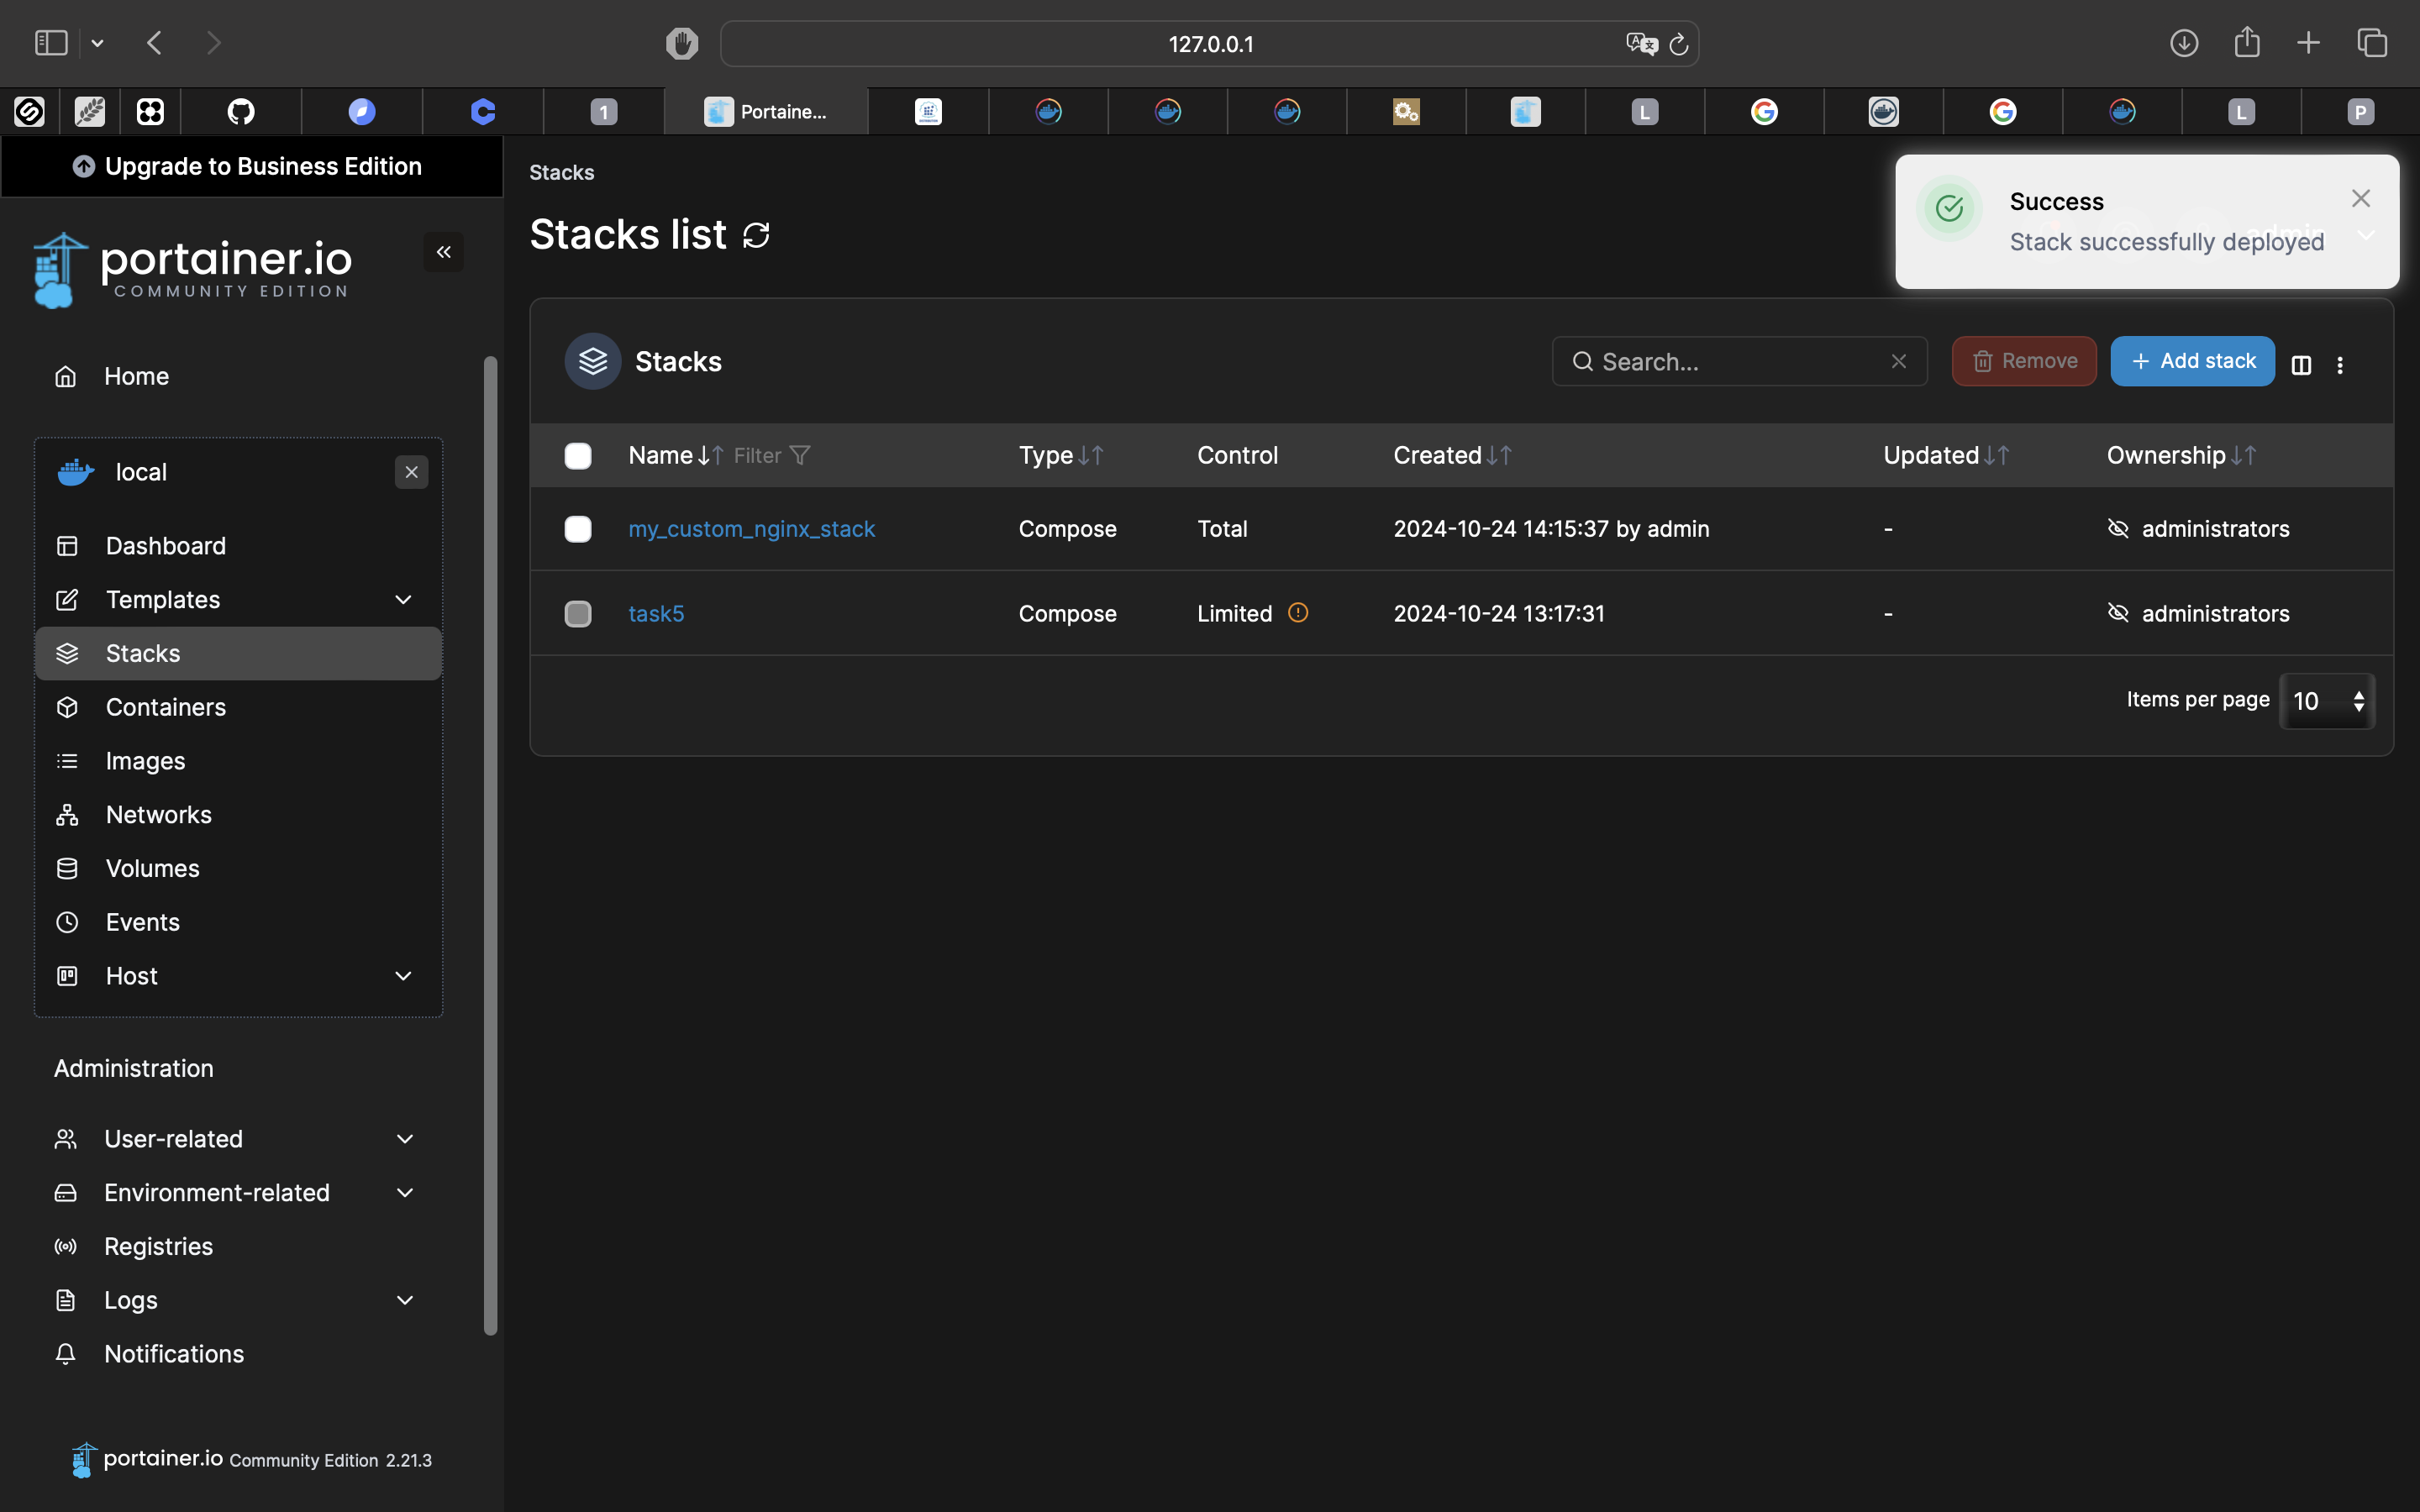 127.0.0.1
1
Portaine...
L
L
P
Upgrade to Business Edition
portainer.io
COMMUNITY EDITION
Home
local
Dashboard
Templates
Stacks
Containers
Images
Networks
Volumes
Events
Host
Administration
User-related
Environment-related
Registries
Logs
Notifications
portainer.io Community Edition 2.21.3
Stacks
Stacks list
Success
Stack successfully deployed
admin
Stacks
Search...
Remove
Add stack
Name Filter Type Control Created Updated Ownership
my_custom_nginx_stack Compose Total 2024-10-24 14:15:37 by admin - administrators
task5 Compose Limited 2024-10-24 13:17:31 - administrators
Items per page 10